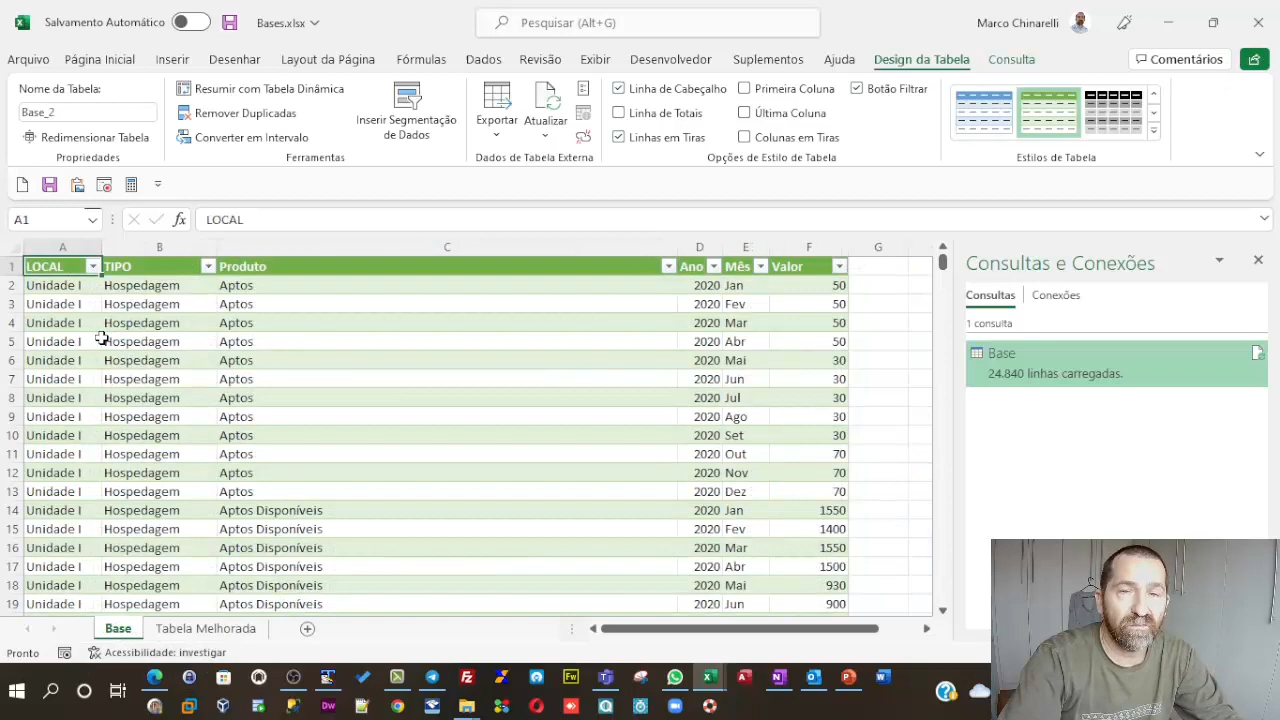 Salvamento Automático
Bases.xlsx
Pesquisar (Alt+G)
Marco Chinarelli
Arquivo Página Inicial Inserir Desenhar Layout da Página Fórmulas Dados Revisão Exibir Desenvolvedor Suplementos Ajuda Design da Tabela Consulta Comentários
Nome da Tabela:
Base_2
Redimensionar Tabela
Propriedades
Resumir com Tabela Dinâmica
Remover Duplicadas
Converter em Intervalo
Ferramentas
Inserir Segmentação
de Dados
Exportar
Atualizar
Dados de Tabela Externa
Linha de Cabeçalho Primeira Coluna Botão Filtrar
Linha de Totais Última Coluna
Linhas em Tiras Colunas em Tiras
Opções de Estilo de Tabela
Estilos de Tabela
A1 fx LOCAL
A B C D E F G
1 LOCAL TIPO Produto Ano Mês Valor
2 Unidade I Hospedagem Aptos 2020 Jan 50
3 Unidade I Hospedagem Aptos 2020 Fev 50
4 Unidade I Hospedagem Aptos 2020 Mar 50
5 Unidade I Hospedagem Aptos 2020 Abr 50
6 Unidade I Hospedagem Aptos 2020 Mai 30
7 Unidade I Hospedagem Aptos 2020 Jun 30
8 Unidade I Hospedagem Aptos 2020 Jul 30
9 Unidade I Hospedagem Aptos 2020 Ago 30
10 Unidade I Hospedagem Aptos 2020 Set 30
11 Unidade I Hospedagem Aptos 2020 Out 70
12 Unidade I Hospedagem Aptos 2020 Nov 70
13 Unidade I Hospedagem Aptos 2020 Dez 70
14 Unidade I Hospedagem Aptos Disponíveis 2020 Jan 1550
15 Unidade I Hospedagem Aptos Disponíveis 2020 Fev 1400
16 Unidade I Hospedagem Aptos Disponíveis 2020 Mar 1550
17 Unidade I Hospedagem Aptos Disponíveis 2020 Abr 1500
18 Unidade I Hospedagem Aptos Disponíveis 2020 Mai 930
19 Unidade I Hospedagem Aptos Disponíveis 2020 Jun 900
Consultas e Conexões
Consultas Conexões
1 consulta
Base
24.840 linhas carregadas.
Base Tabela Melhorada
Pronto Acessibilidade: investigar
Fw
Dw